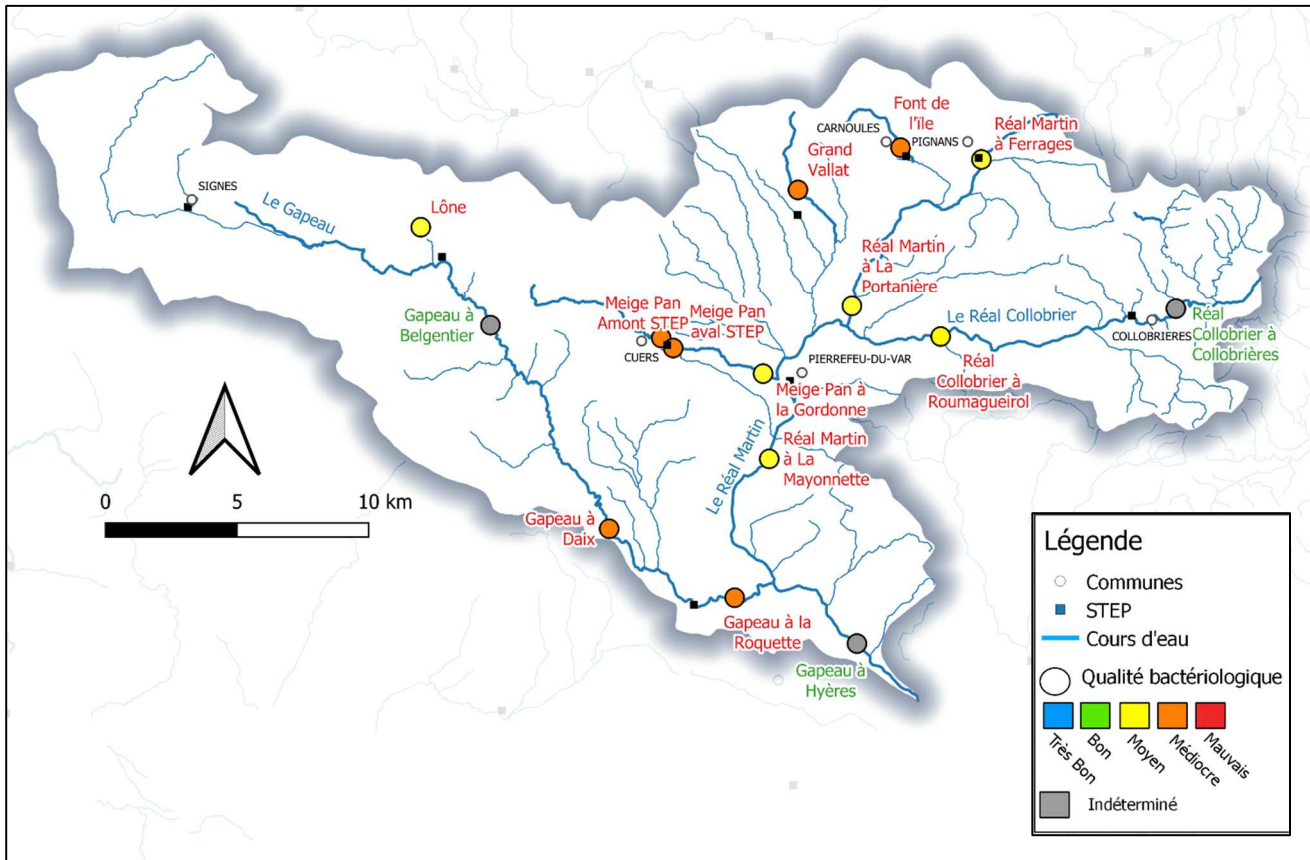 Font de
l'île
CARNOULES
PIGNANS
Réal Martin
à Ferrages
Grand
Vallat
SIGNES
Le Gapeau
Lône
Réal Martin
à La
Portanière
Gapeau à
Belgentier
Meige Pan
Amont STEP
Meige Pan
aval STEP
CUERS
Le Réal Collobrier
COLLOBRIERES
Réal
Collobrier à
Collobrières
PIERREFEU-DU-VAR
Réal
Collobrier à
Roumagueirol
Meige Pan à
la Gordonne
Réal Martin
à La
Mayonnette
Le Réal Martin
0 5 10 km
Gapeau à
Daix
Gapeau à la
Roquette
Gapeau à
Hyères
Légende
Communes
STEP
Cours d'eau
Qualité bactériologique
Très Bon
Bon
Moyen
Médiocre
Mauvais
Indéterminé